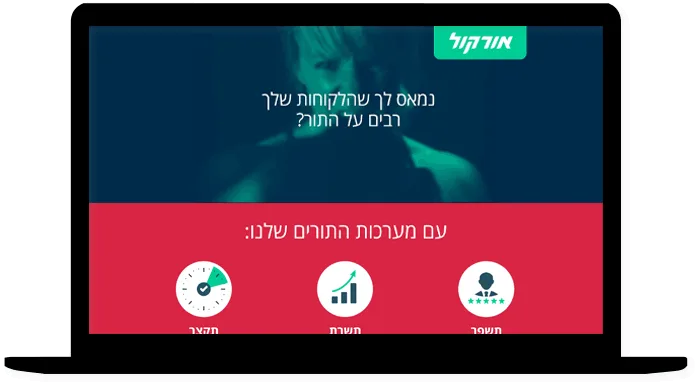 אורקול
נמאס לך שהלקוחות שלך
רבים על התור?
עם מערכות התורים שלנו:
תשפר
תשרת
תקצר